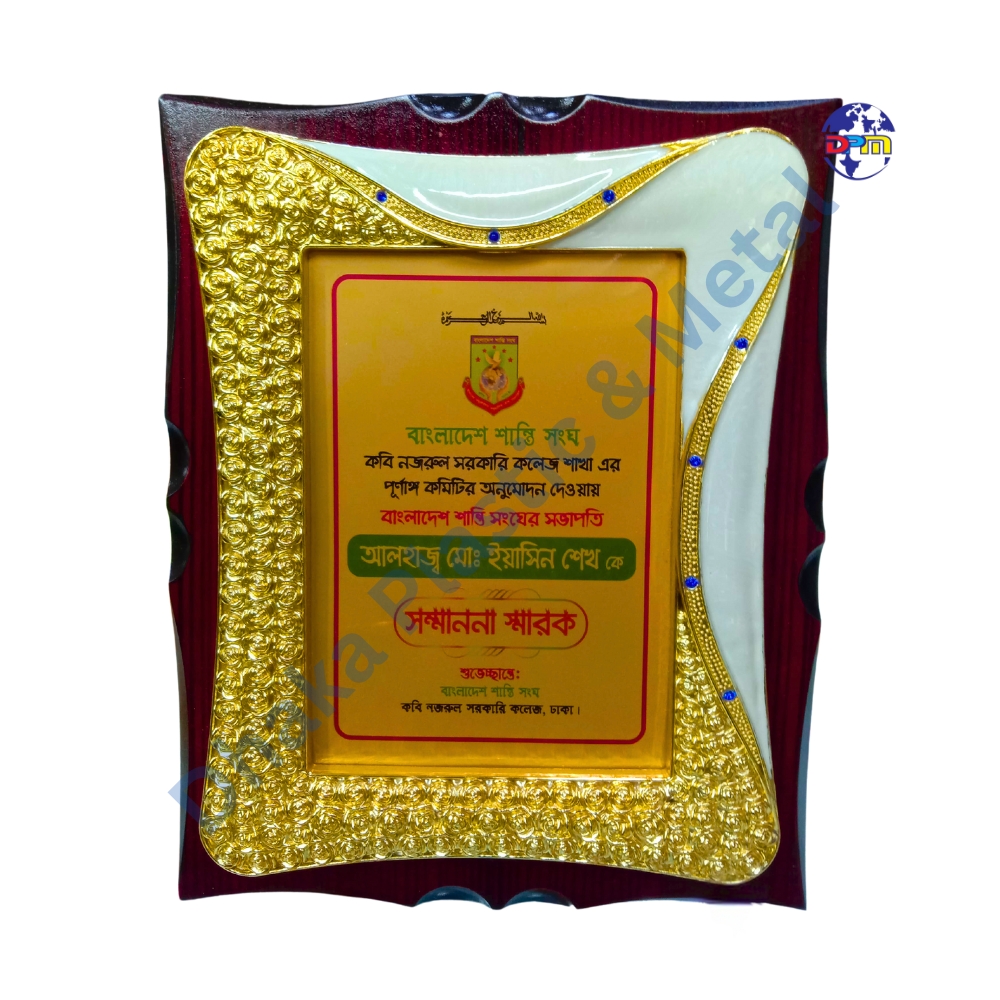 DPM
বাংলাদেশ শান্তি সংঘ
বাংলাদেশ শান্তি সংঘ
কবি নজরুল সরকারি কলেজ শাখা এর
পূর্ণাঙ্গ কমিটির অনুমোদন দেওয়ায়
বাংলাদেশ শান্তি সংঘের সভাপতি
আলহাজ্ব মোঃ ইয়াসিন শেখ কে
সম্মাননা স্মারক
শুভেচ্ছান্তে:
বাংলাদেশ শান্তি সংঘ
কবি নজরুল সরকারি কলেজ, ঢাকা।
Dhaka Plastic & Metal